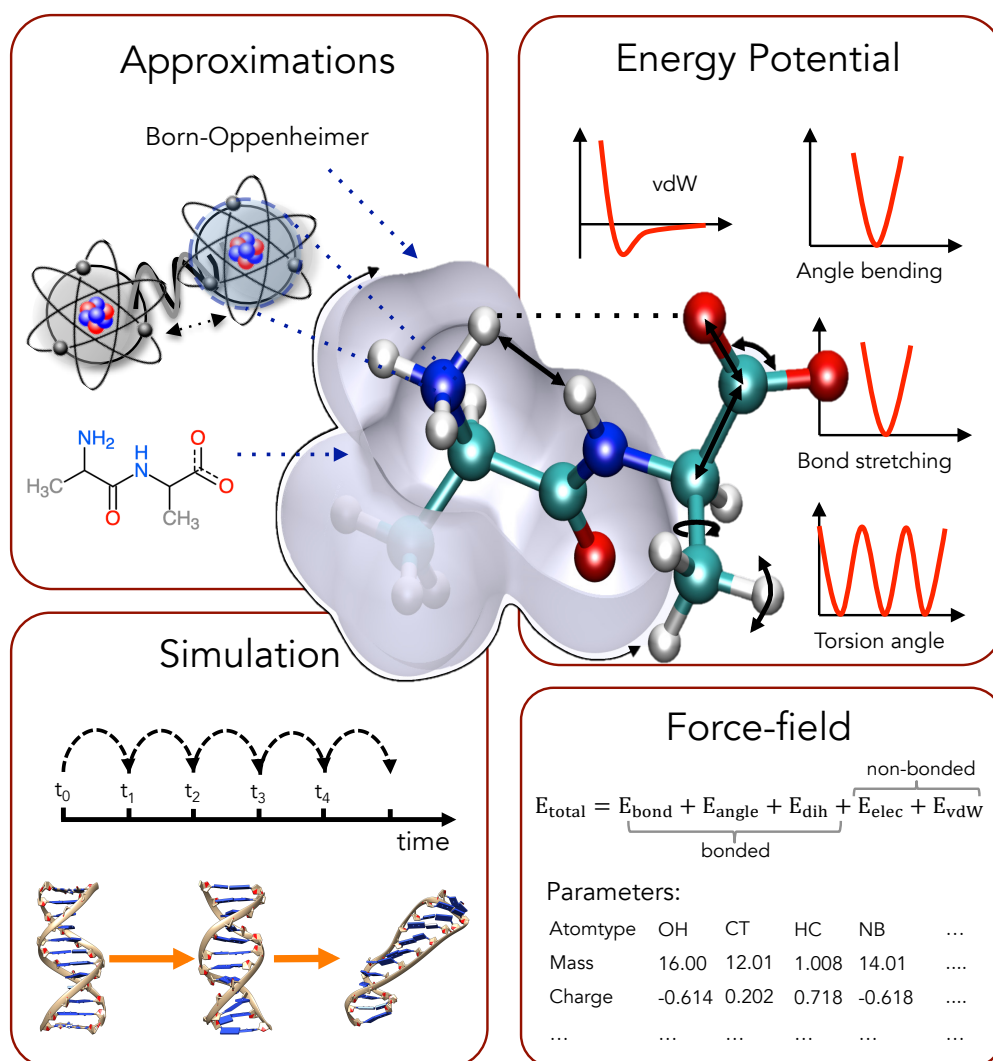 Approximations
Born-Oppenheimer
NH2
H
N
O
O
H3C
O
CH3
Energy Potential
vdW
Angle bending
Bond stretching
Torsion angle
Simulation
t0 t1 t2 t3 t4
time
Force-field
non-bonded
Etotal = Ebond + Eangle + Edih + Eelec + EvdW
bonded
Parameters:
Atomtype OH CT HC NB ...
Mass 16.00 12.01 1.008 14.01 ....
Charge -0.614 0.202 0.718 -0.618 ....
... ... ... ... ... ...